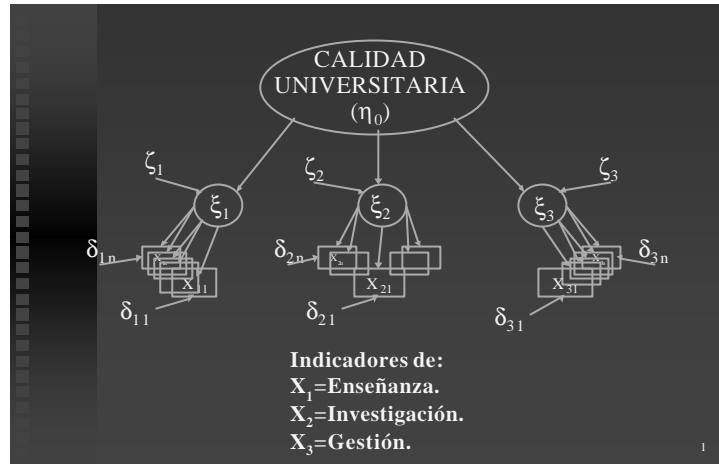 CALIDAD
UNIVERSITARIA
(η₀)
ζ₁
ζ₂
ζ₃
ξ₁
ξ₂
ξ₃
δ₁ₙ
δ₂ₙ
X₂ₙ
δ₃ₙ
X₁₁
X₂₁
X₃₁
δ₁₁
δ₂₁
δ₃₁
Indicadores de:
X₁=Enseñanza.
X₂=Investigación.
X₃=Gestión.
1